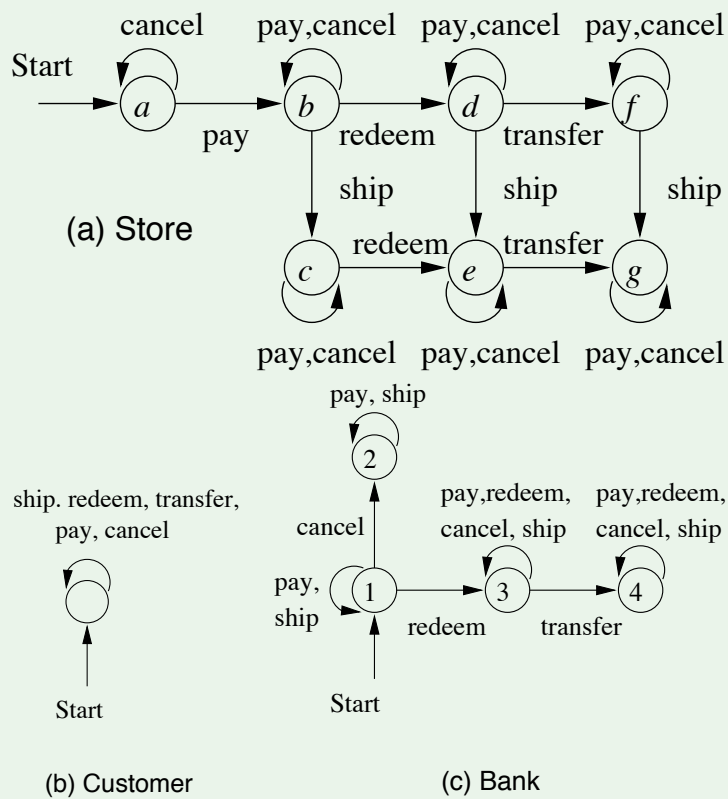 cancel pay,cancel pay,cancel pay,cancel
Start
a b d f
pay redeem transfer
ship ship ship
(a) Store
redeem transfer
c e g
pay,cancel pay,cancel pay,cancel
pay, ship
2
ship. redeem, transfer,
pay, cancel
pay,redeem, pay,redeem,
cancel, ship cancel, ship
cancel
pay,
ship
1 3 4
redeem transfer
Start Start
(b) Customer (c) Bank